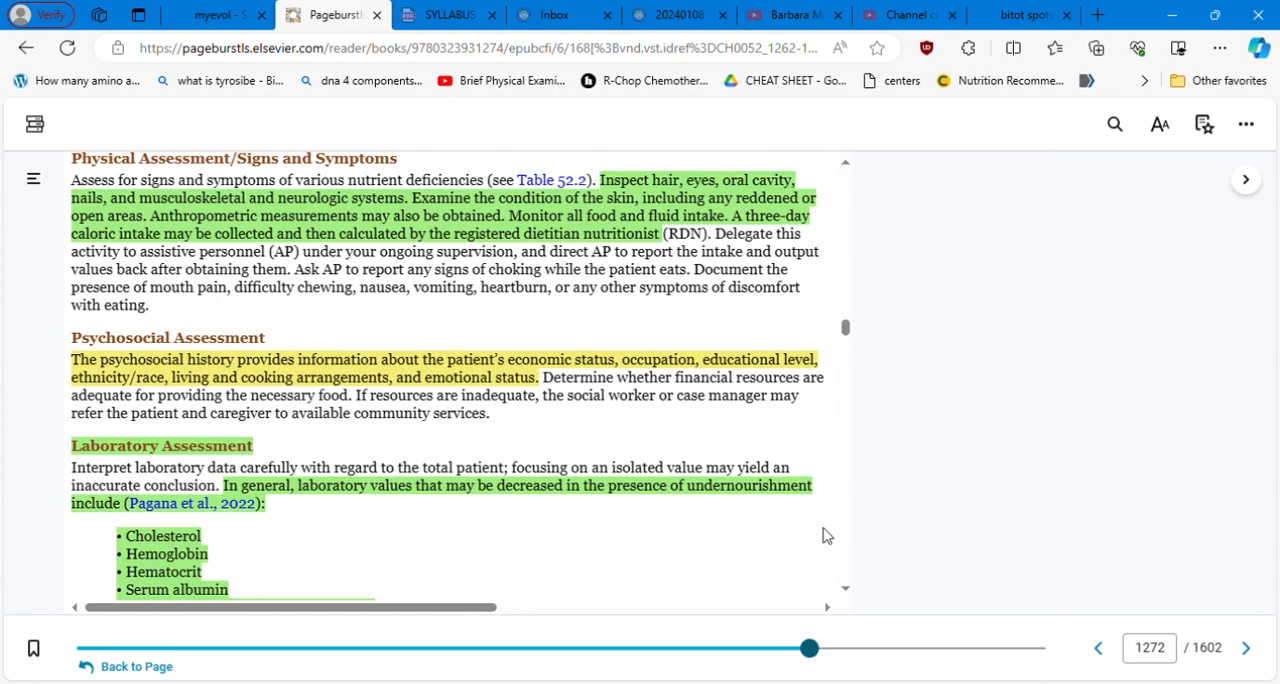 Verify
myevol - S
Pageburstl
SYLLABUS
Inbox
20240108
Barbara M
Channel c
bitot spots
https://pageburstls.elsevier.com/reader/books/9780323931274/epubcfi/6/168[%3Bvnd.vst.idref%3DCH0052_1262-1...
How many amino a...
what is tyrosibe - Bi...
dna 4 components...
Brief Physical Exami...
R-Chop Chemother...
CHEAT SHEET - Go...
centers
Nutrition Recomme...
Other favorites
Physical Assessment/Signs and Symptoms
Assess for signs and symptoms of various nutrient deficiencies (see Table 52.2). Inspect hair, eyes, oral cavity,
nails, and musculoskeletal and neurologic systems. Examine the condition of the skin, including any reddened or
open areas. Anthropometric measurements may also be obtained. Monitor all food and fluid intake. A three-day
caloric intake may be collected and then calculated by the registered dietitian nutritionist (RDN). Delegate this
activity to assistive personnel (AP) under your ongoing supervision, and direct AP to report the intake and output
values back after obtaining them. Ask AP to report any signs of choking while the patient eats. Document the
presence of mouth pain, difficulty chewing, nausea, vomiting, heartburn, or any other symptoms of discomfort
with eating.
Psychosocial Assessment
The psychosocial history provides information about the patient's economic status, occupation, educational level,
ethnicity/race, living and cooking arrangements, and emotional status. Determine whether financial resources are
adequate for providing the necessary food. If resources are inadequate, the social worker or case manager may
refer the patient and caregiver to available community services.
Laboratory Assessment
Interpret laboratory data carefully with regard to the total patient; focusing on an isolated value may yield an
inaccurate conclusion. In general, laboratory values that may be decreased in the presence of undernourishment
include (Pagana et al., 2022):
• Cholesterol
• Hemoglobin
• Hematocrit
• Serum albumin
1272 / 1602
Back to Page